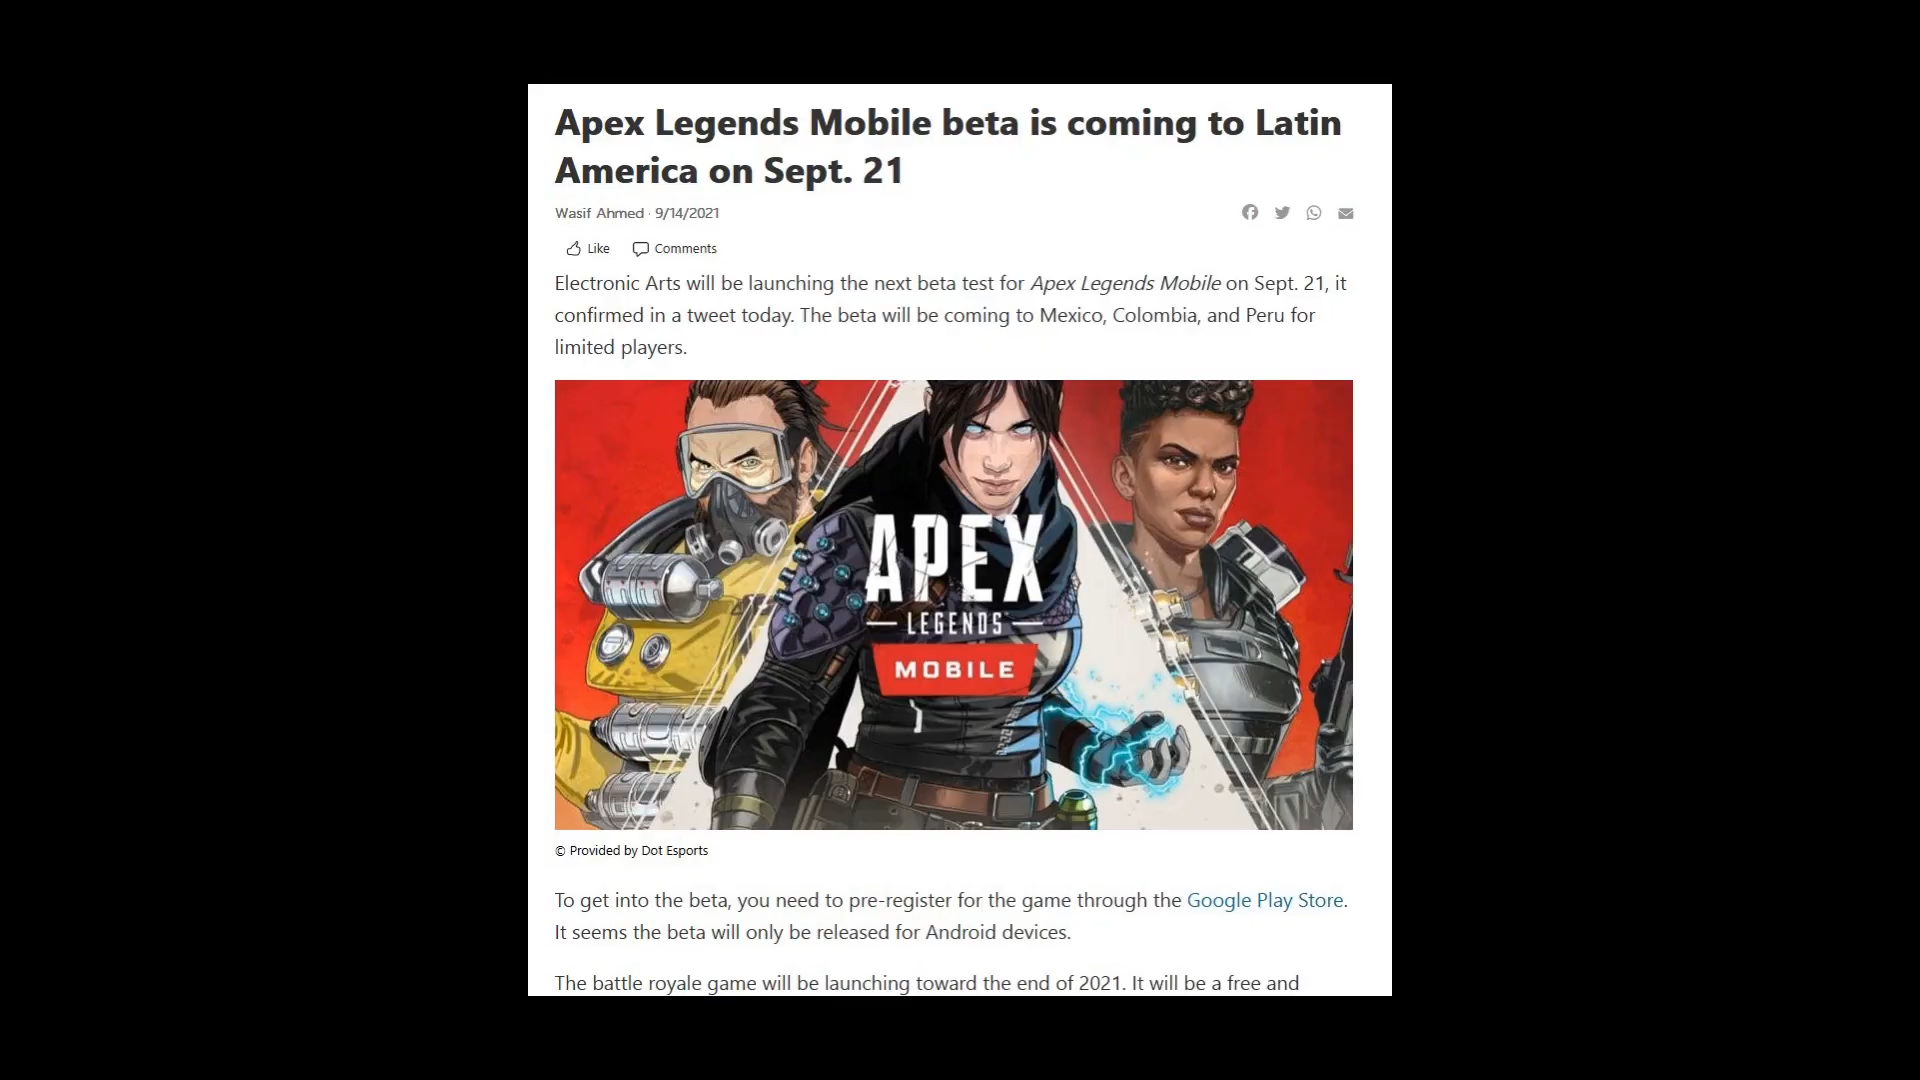 Apex Legends Mobile beta is coming to Latin
America on Sept. 21
Wasif Ahmed · 9/14/2021
Like Comments
Electronic Arts will be launching the next beta test for Apex Legends Mobile on Sept. 21, it
confirmed in a tweet today. The beta will be coming to Mexico, Colombia, and Peru for
limited players.
APEX
LEGENDS
MOBILE
© Provided by Dot Esports
To get into the beta, you need to pre-register for the game through the Google Play Store.
It seems the beta will only be released for Android devices.
The battle royale game will be launching toward the end of 2021. It will be a free and